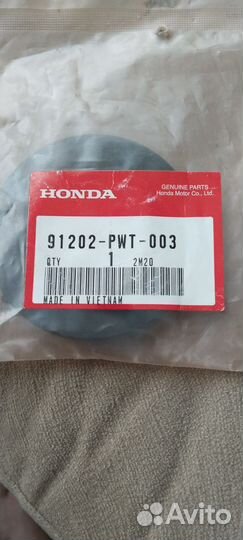 HONDA
GENUINE PARTS
Honda Motor Co., Ltd.
91202-PWT-003
QTY 1 2M20
MADE IN VIETNAM
Avito